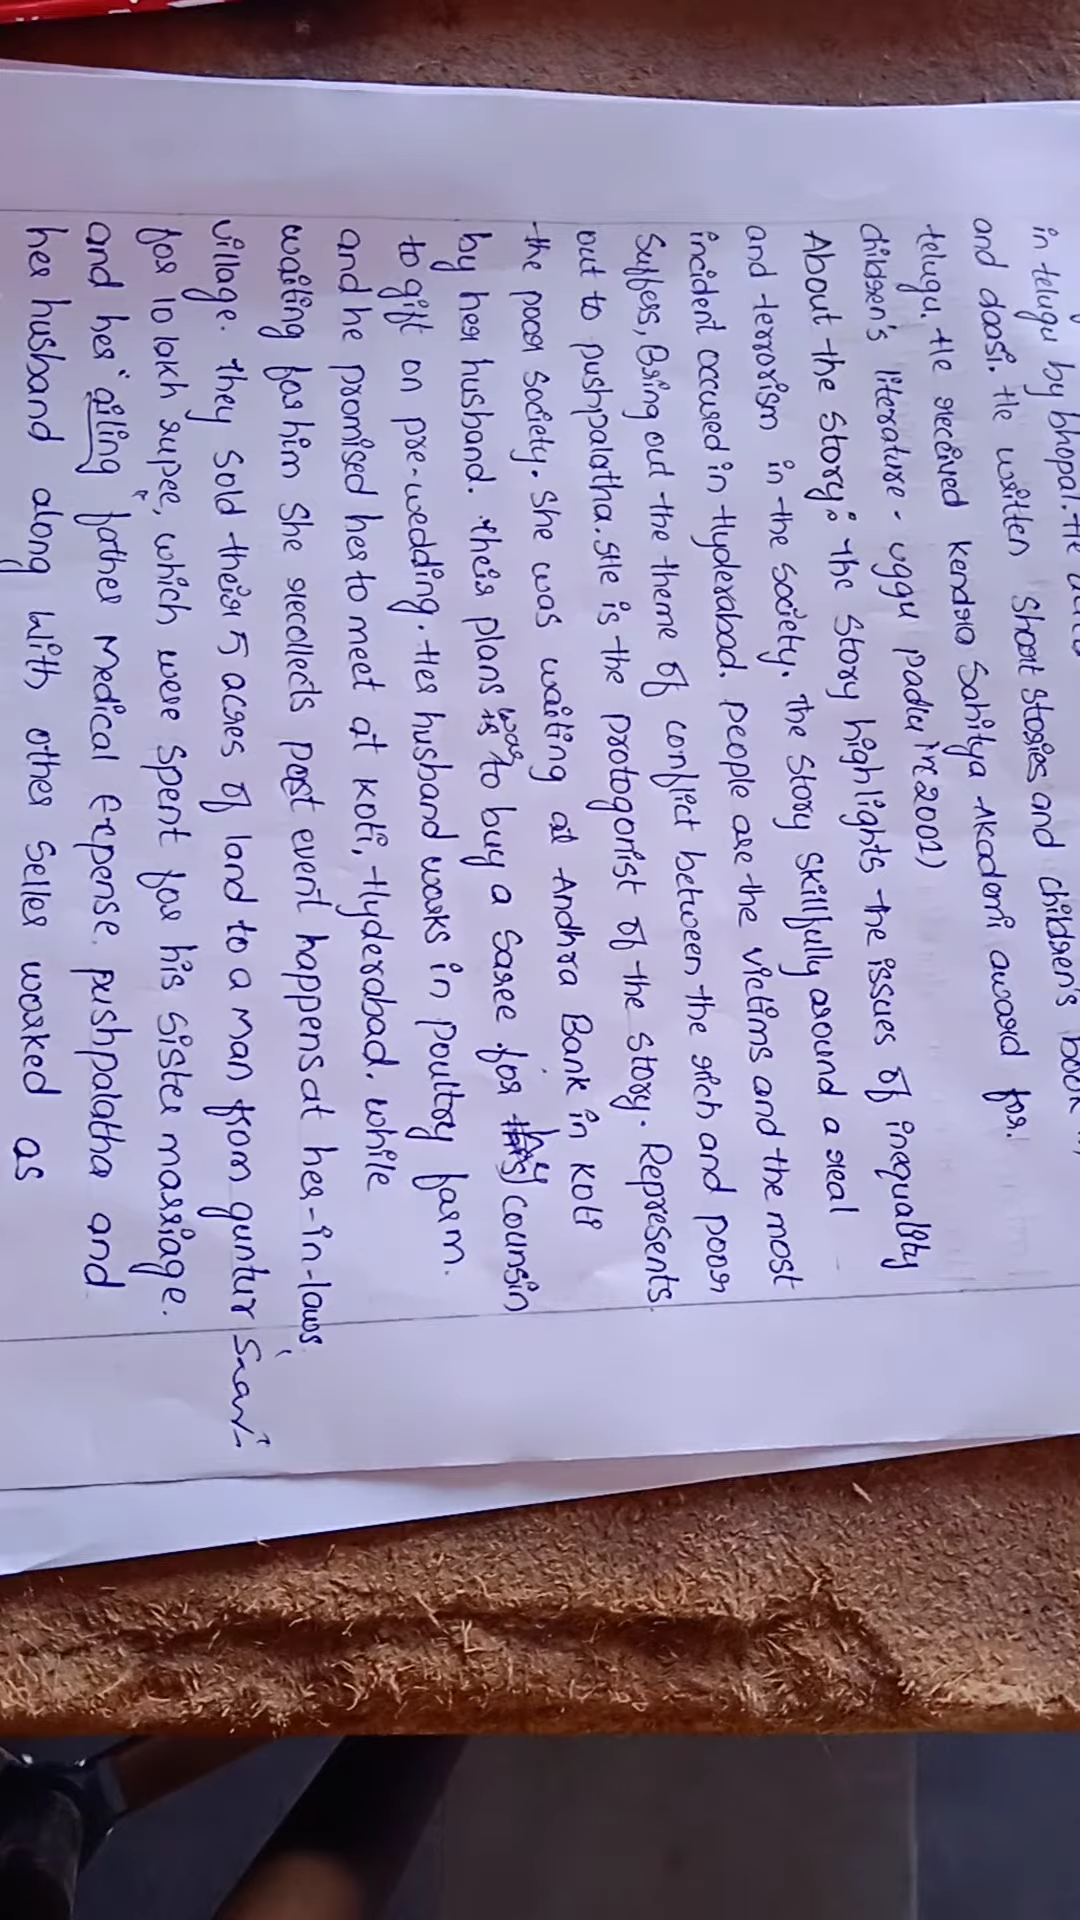 in telugu by bhopal. He
and doosi. He written Short Stories and children's book
telugu. He received kendra Sahitya Akademi award for.
children's literature - uggu padu in 2001)
About the Story: the Story highlights the issues of inequality
and terrorism in the society. the Story skillfully around a real
incident occured in Hyderabad. people are the victims and the most
Suffers, Bring out the theme of conflict between the rich and poor
out to pushpalatha. She is the protogonist of the Story. Represents
the poor society. She was waiting at Andhra Bank in Koti
by her husband. their plans was to buy a Saree for her counsin
to gift on pre-wedding. Her husband works in poultry farm.
and he promised her to meet at Koti, Hyderabad. while
waiting for him she recollects past event happens at her-in-laws
village. they sold their 5 acres of land to a man from guntur
for 10 lakh rupee, which were spent for his sister marriage.
and her "ailing" father Medical Expense. pushpalatha and
her husband along with other Seller worked as